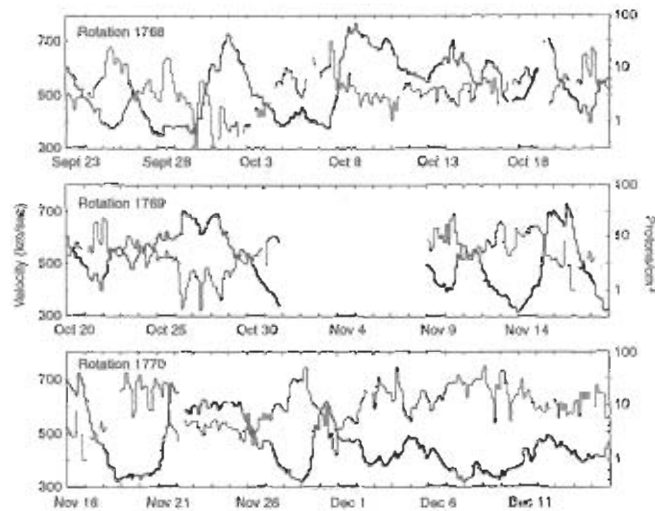 Rotation 1768
700
500
300
100
10
1
Sept 23 Sept 28 Oct 3 Oct 8 Oct 13 Oct 18
Rotation 1769
700
500
300
100
10
1
Oct 20 Oct 25 Oct 30 Nov 4 Nov 9 Nov 14
Velocity (km/sec)
Protons/cm³
Rotation 1770
700
500
300
100
10
1
Nov 16 Nov 21 Nov 26 Dec 1 Dec 6 Dec 11